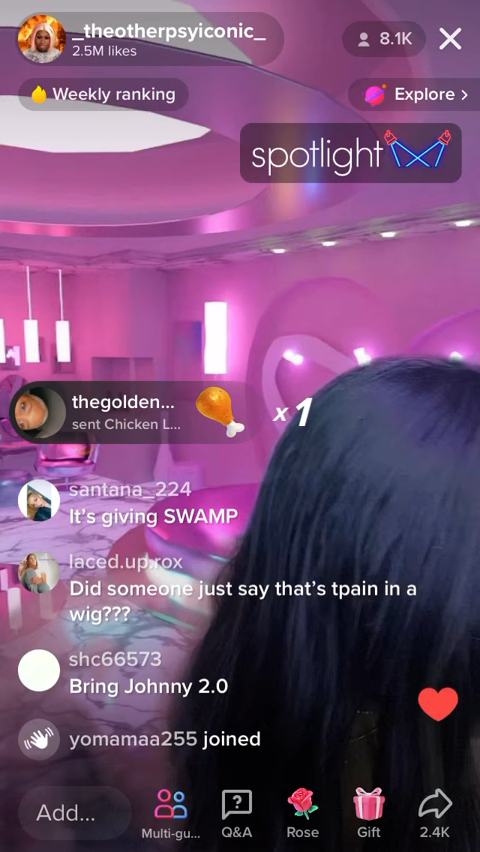 _theotherpsyiconic_
2.5M likes
8.1K
Weekly ranking
Explore >
spotlight
thegolden...
sent Chicken L...
x1
santana_224
It's giving SWAMP
laced.up.rox
Did someone just say that's tpain in a
wig???
shc66573
Bring Johnny 2.0
yomamaa255 joined
Add...
Multi-gu...
Q&A
Rose
Gift
2.4K